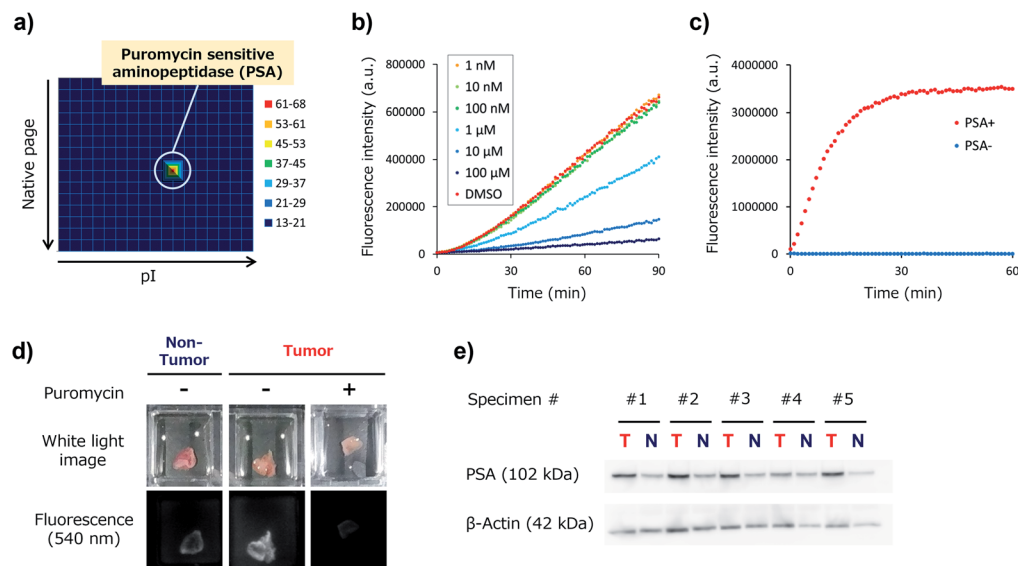 a)
Puromycin sensitive
aminopeptidase (PSA)
Native page
pI
61-68
53-61
45-53
37-45
29-37
21-29
13-21
b)
Fluorescence intensity (a.u.)
800000
600000
400000
200000
0
0 30 60 90
Time (min)
1 nM
10 nM
100 nM
1 μM
10 μM
100 μM
DMSO
c)
Fluorescence intensity (a.u.)
4000000
3000000
2000000
1000000
0
0 30 60
Time (min)
PSA+
PSA-
d)
Non-
Tumor
Tumor
Puromycin - - +
White light
image
Fluorescence
(540 nm)
e)
Specimen # #1 #2 #3 #4 #5
T N T N T N T N T N
PSA (102 kDa)
β-Actin (42 kDa)